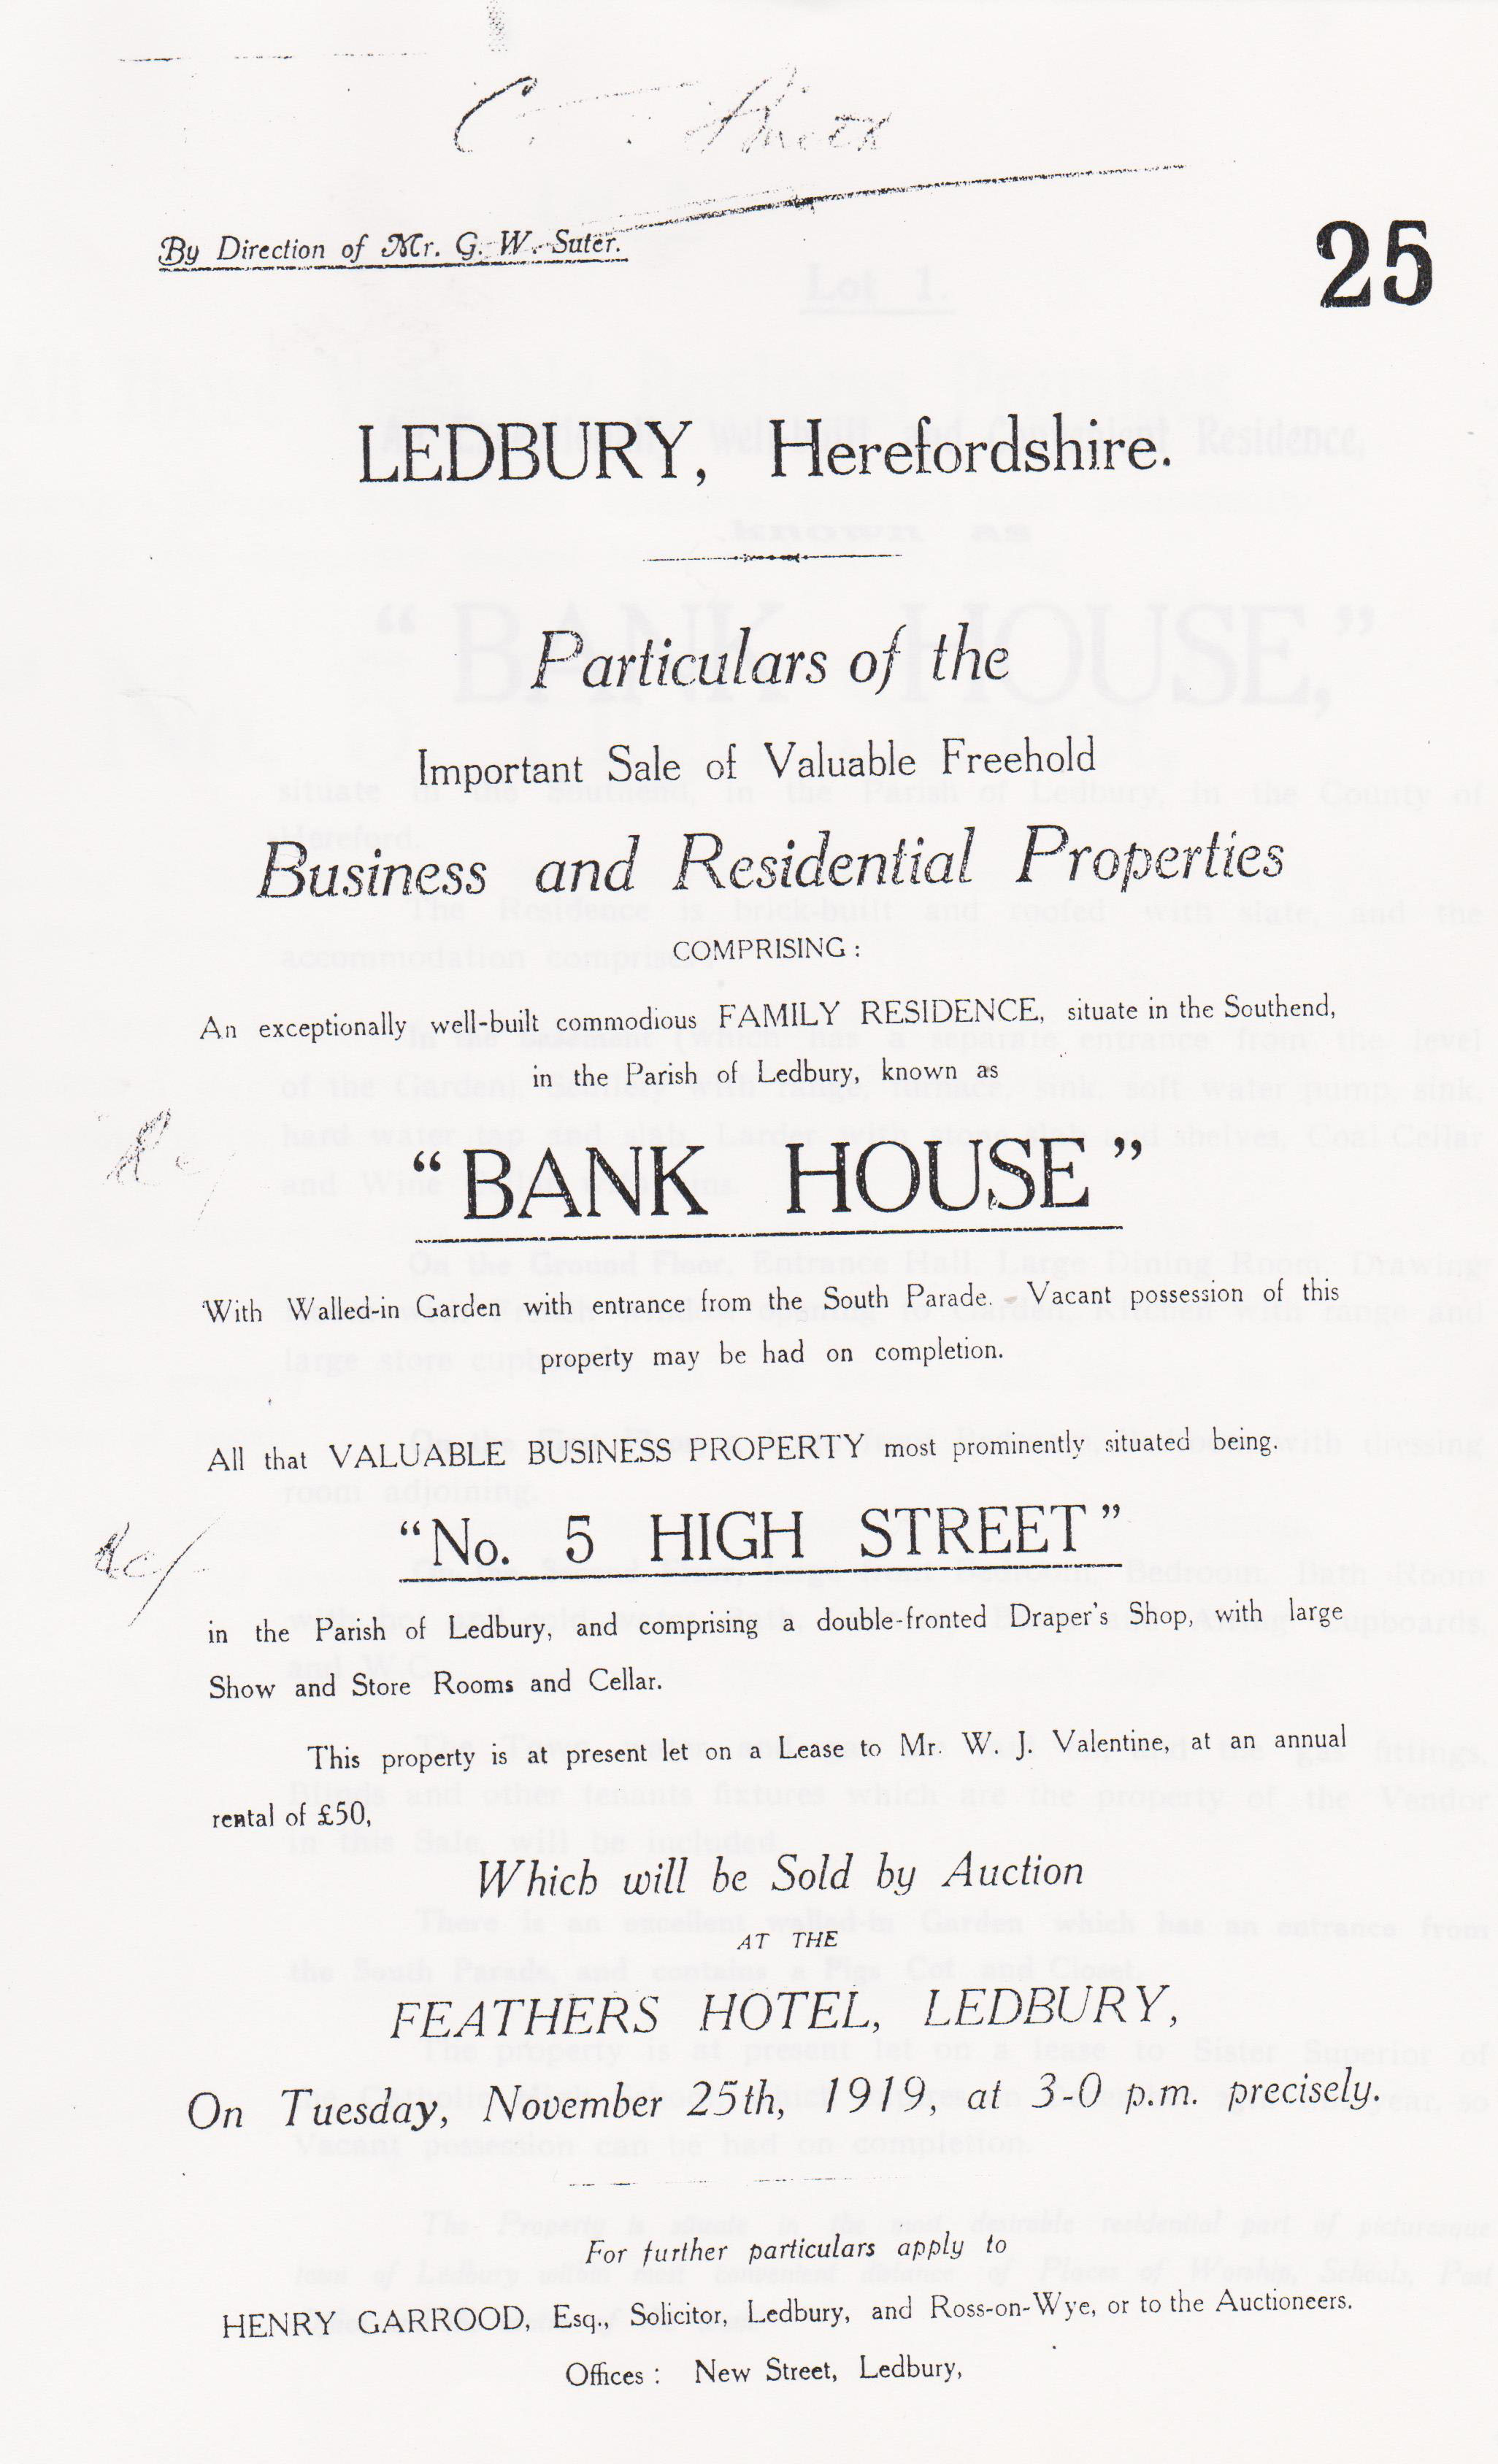 By Direction of Mr. G. W. Suter.
25
LEDBURY, Herefordshire.
Particulars of the
Important Sale of Valuable Freehold
Business and Residential Properties
COMPRISING :
An exceptionally well-built commodious FAMILY RESIDENCE, situate in the Southend,
in the Parish of Ledbury, known as
“BANK HOUSE”
With Walled-in Garden with entrance from the South Parade. Vacant possession of this
property may be had on completion.
All that VALUABLE BUSINESS PROPERTY most prominently situated being.
“No. 5 HIGH STREET”
in the Parish of Ledbury, and comprising a double-fronted Draper's Shop, with large
Show and Store Rooms and Cellar.
This property is at present let on a Lease to Mr. W. J. Valentine, at an annual
rental of £50,
Which will be Sold by Auction
AT THE
FEATHERS HOTEL, LEDBURY,
On Tuesday, November 25th, 1919, at 3-0 p.m. precisely.
For further particulars apply to
HENRY GARROOD, Esq., Solicitor, Ledbury, and Ross-on-Wye, or to the Auctioneers.
Offices : New Street, Ledbury,